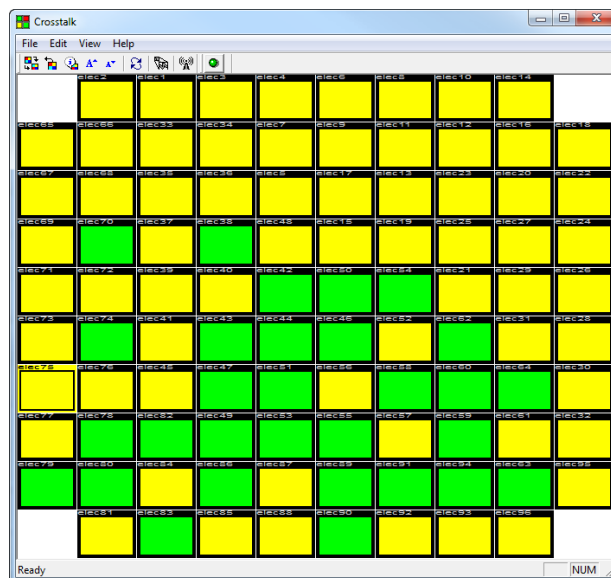 Crosstalk
File Edit View Help
elec2 elec1 elec3 elec4 elec6 elec8 elec10 elec14
elec65 elec66 elec33 elec34 elec7 elec9 elec11 elec12 elec16 elec18
elec67 elec68 elec35 elec36 elec5 elec17 elec13 elec23 elec20 elec22
elec69 elec70 elec37 elec38 elec48 elec15 elec19 elec25 elec27 elec24
elec71 elec72 elec39 elec40 elec42 elec50 elec54 elec21 elec29 elec26
elec73 elec74 elec41 elec43 elec44 elec46 elec52 elec62 elec31 elec28
elec75 elec76 elec45 elec47 elec51 elec56 elec58 elec60 elec64 elec30
elec77 elec78 elec82 elec49 elec53 elec55 elec57 elec59 elec61 elec32
elec79 elec80 elec84 elec86 elec87 elec89 elec91 elec94 elec63 elec95
elec81 elec83 elec85 elec88 elec90 elec92 elec93 elec96
Ready NUM